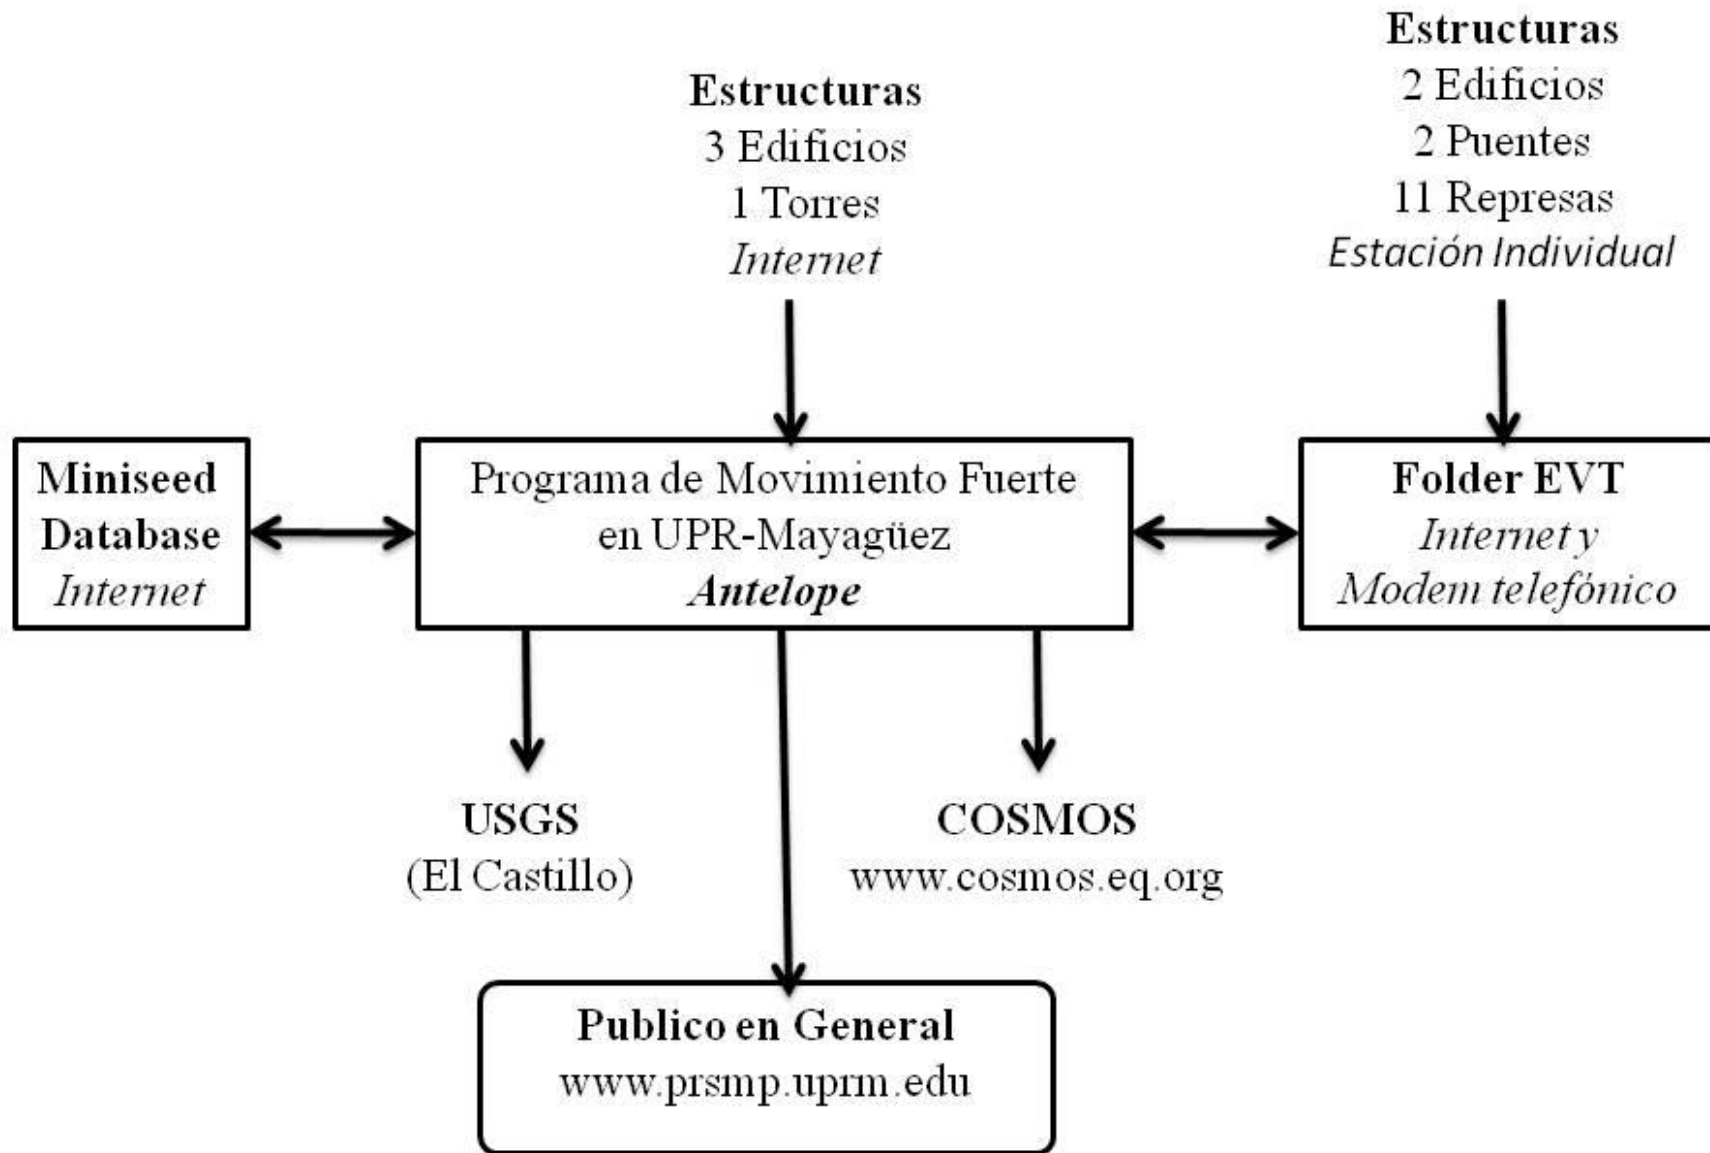 Estructuras
3 Edificios
1 Torres
Internet
Estructuras
2 Edificios
2 Puentes
11 Represas
Estación Individual
Miniseed
Database
Internet
Programa de Movimiento Fuerte
en UPR-Mayagüez
Antelope
Folder EVT
Internet y
Modem telefónico
USGS
(El Castillo)
COSMOS
www.cosmos.eq.org
Publico en General
www.prsmp.uprm.edu